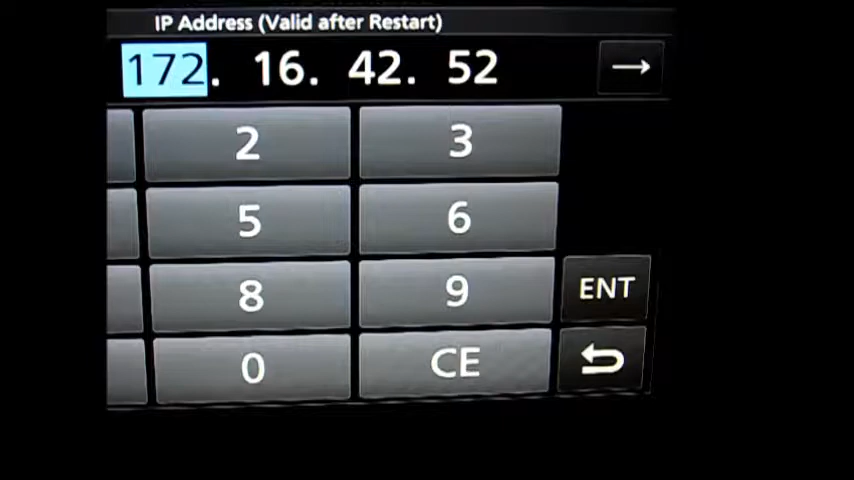 IP Address (Valid after Restart)
172. 16. 42. 52 →
2 3
5 6
8 9 ENT
0 CE